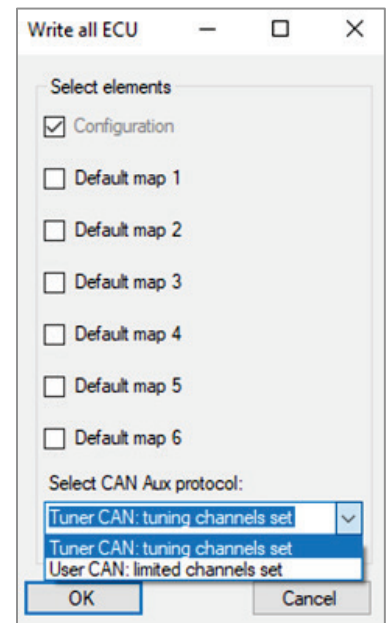 Write all ECU
Select elements
Configuration
Default map 1
Default map 2
Default map 3
Default map 4
Default map 5
Default map 6
Select CAN Aux protocol:
Tuner CAN: tuning channels set
Tuner CAN: tuning channels set
User CAN: limited channels set
OK Cancel